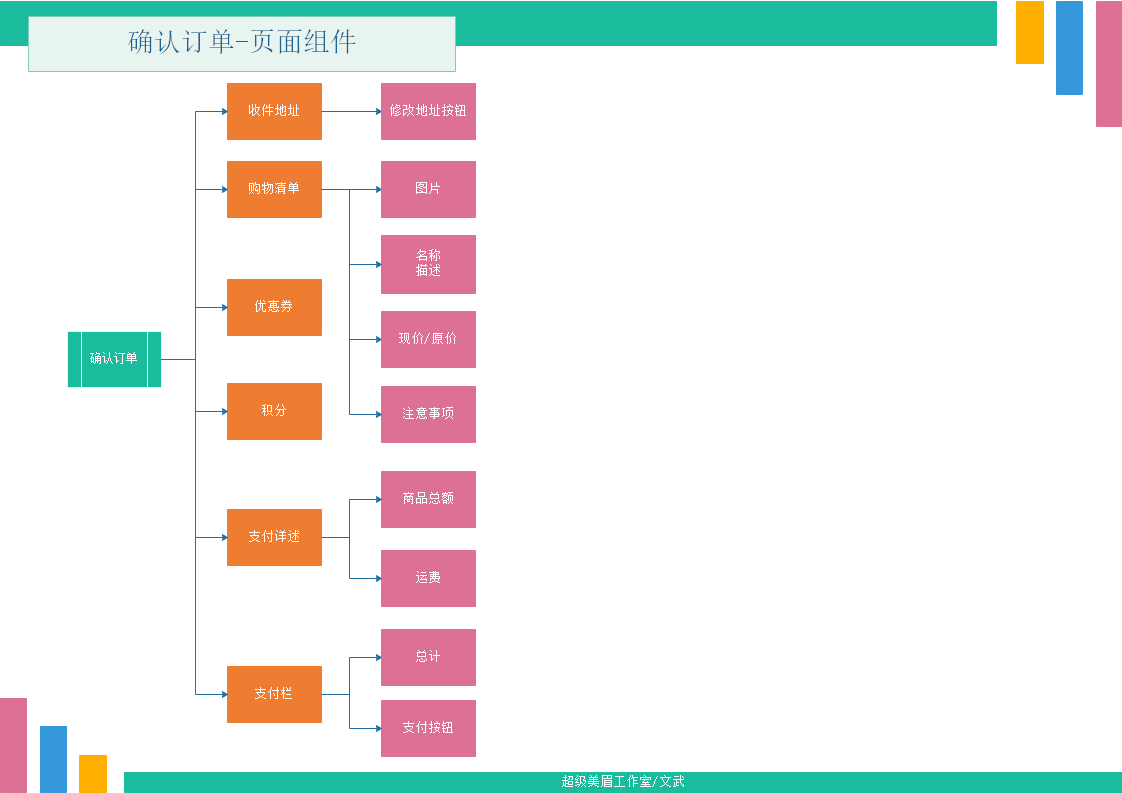 确认订单-页面组件
收件地址
修改地址按钮
购物清单
图片
名称
描述
优惠券
现价/原价
确认订单
积分
注意事项
商品总额
支付详述
运费
总计
支付栏
支付按钮
超级美眉工作室/文武